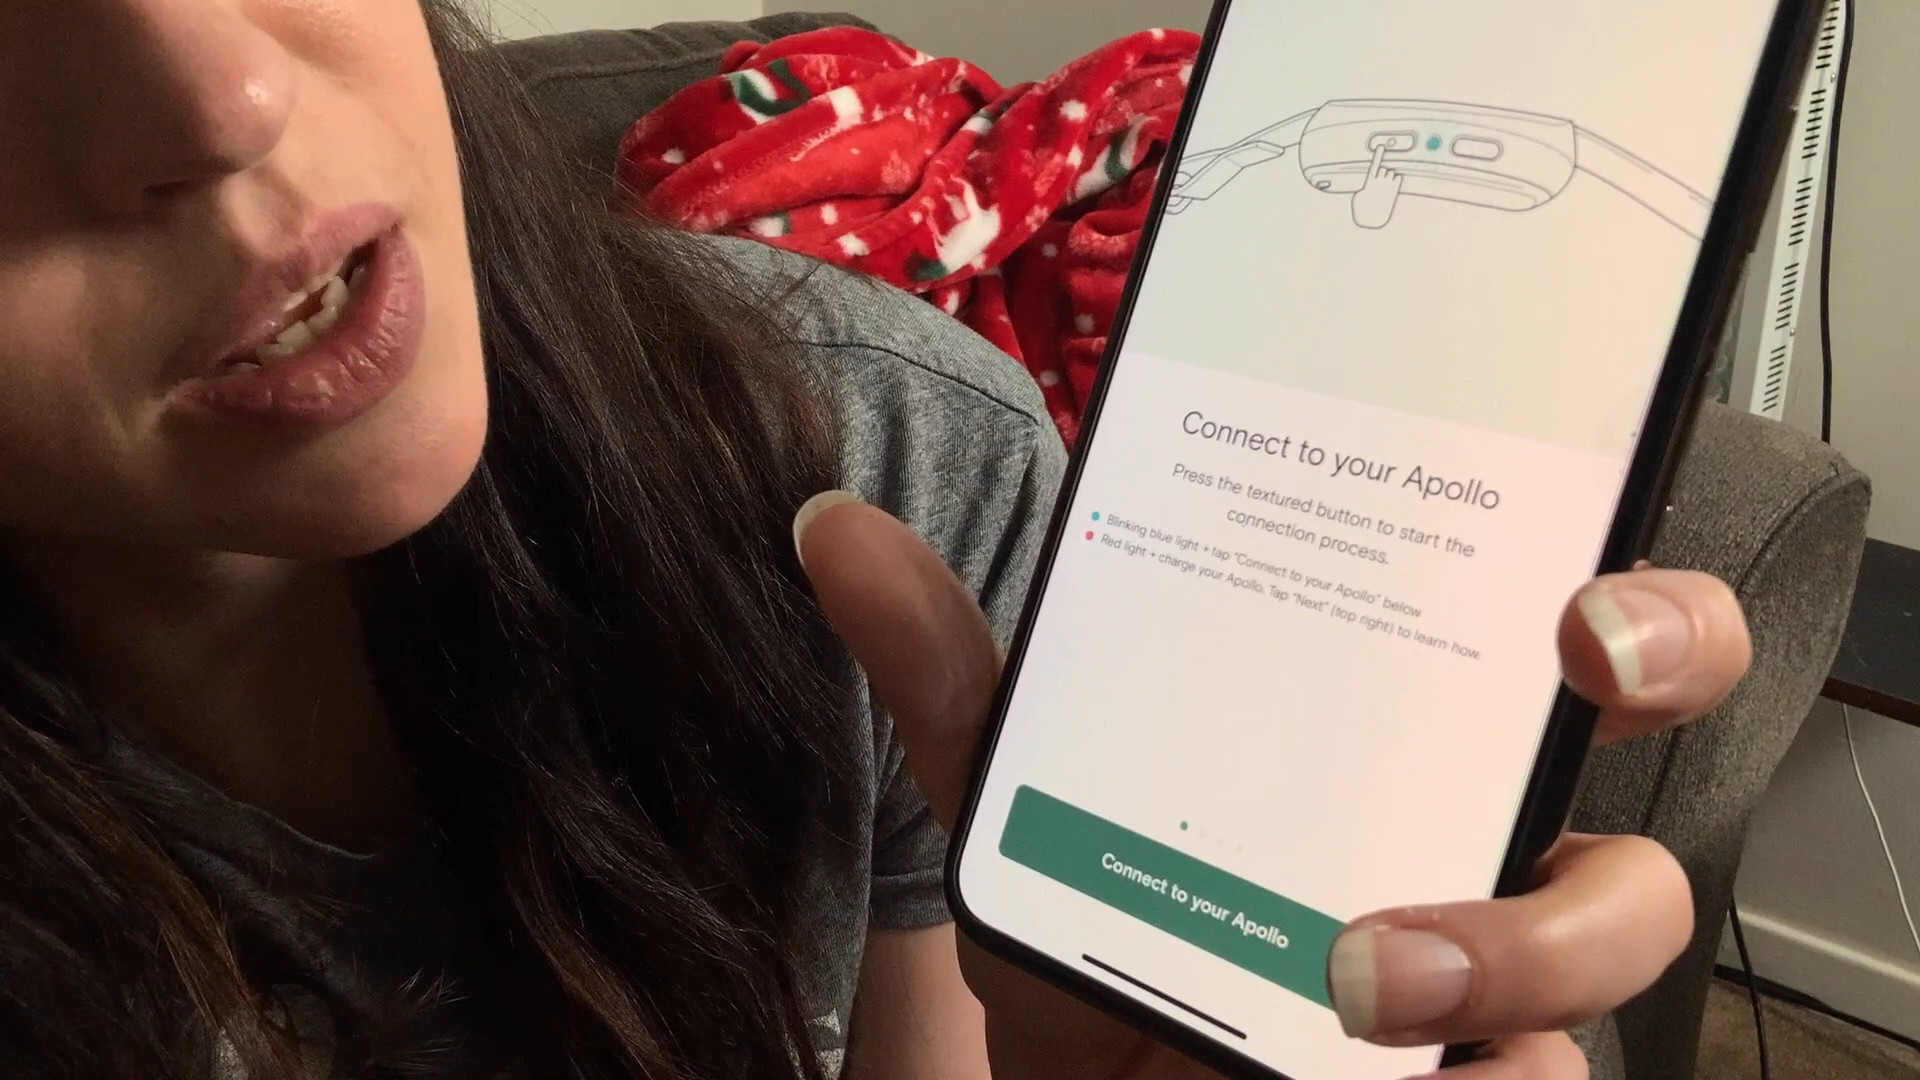 Connect to your Apollo
Press the textured button to start the
connection process.
Blinking blue light + tap "Connect to your Apollo" below
Red light + charge your Apollo. Tap "Next" (top right) to learn how.
Connect to your Apollo